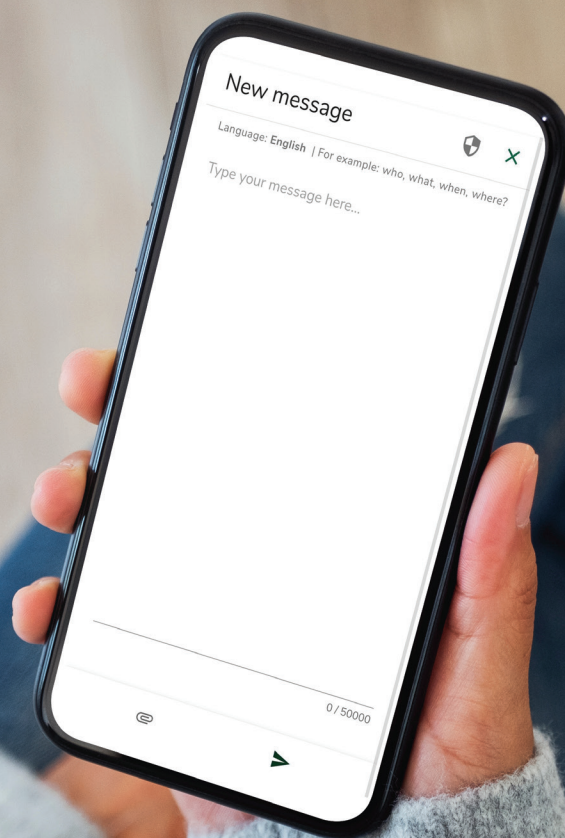 New message
Language: English | For example: who, what, when, where?
Type your message here...
0 / 50000